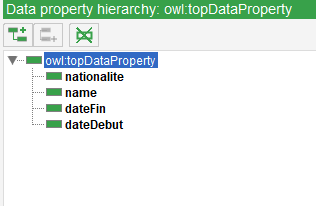 Data property hierarchy: owl:topDataProperty
owl:topDataProperty
nationalite
name
dateFin
dateDebut